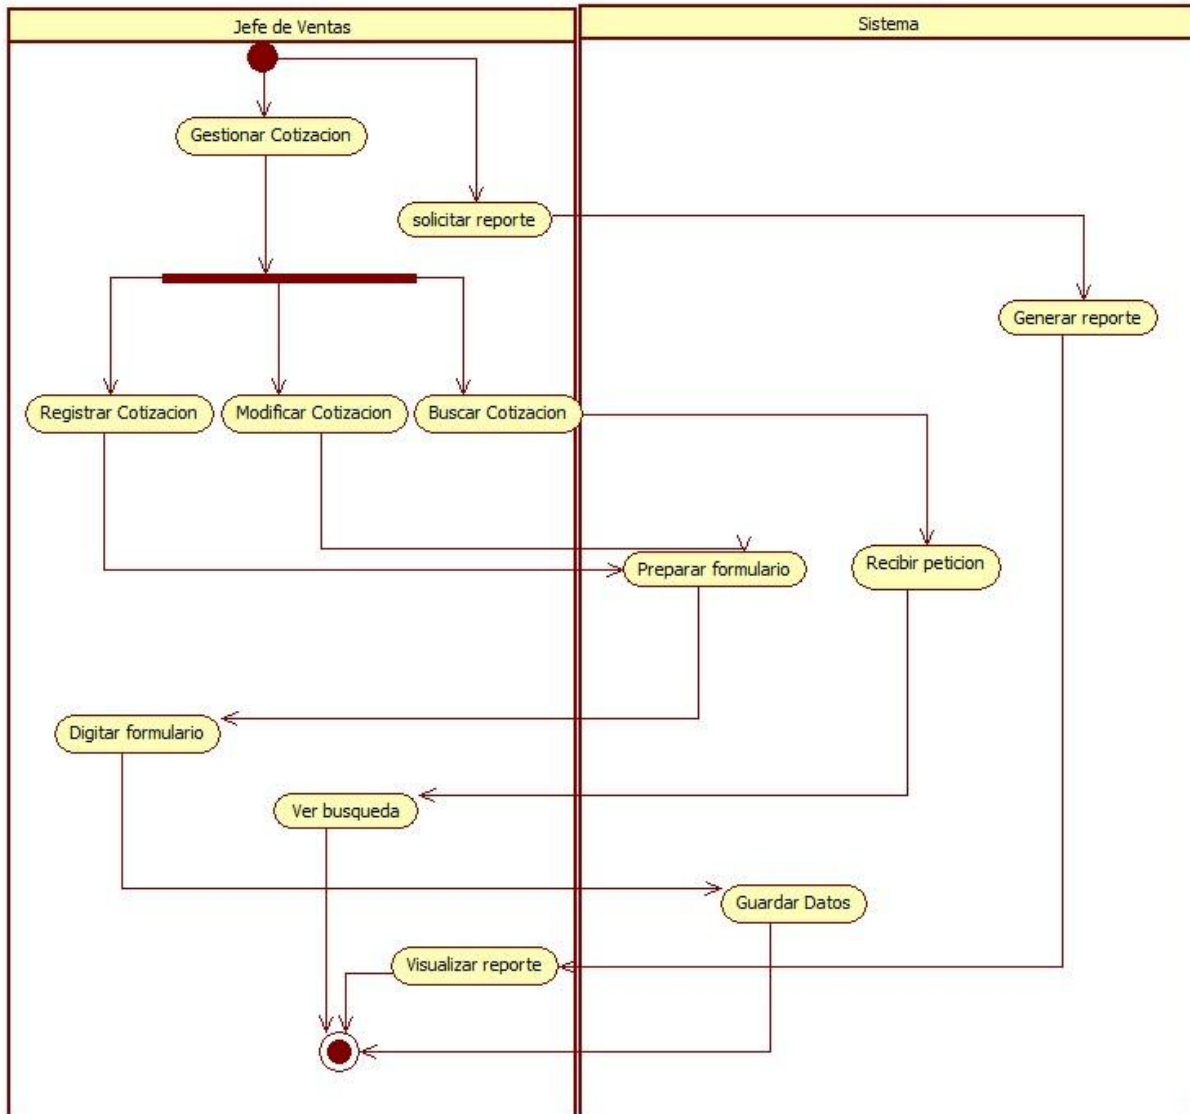 Jefe de Ventas
Sistema
Gestionar Cotizacion
solicitar reporte
Generar reporte
Registrar Cotizacion
Modificar Cotizacion
Buscar Cotizacion
Preparar formulario
Recibir peticion
Digitar formulario
Ver busqueda
Guardar Datos
Visualizar reporte